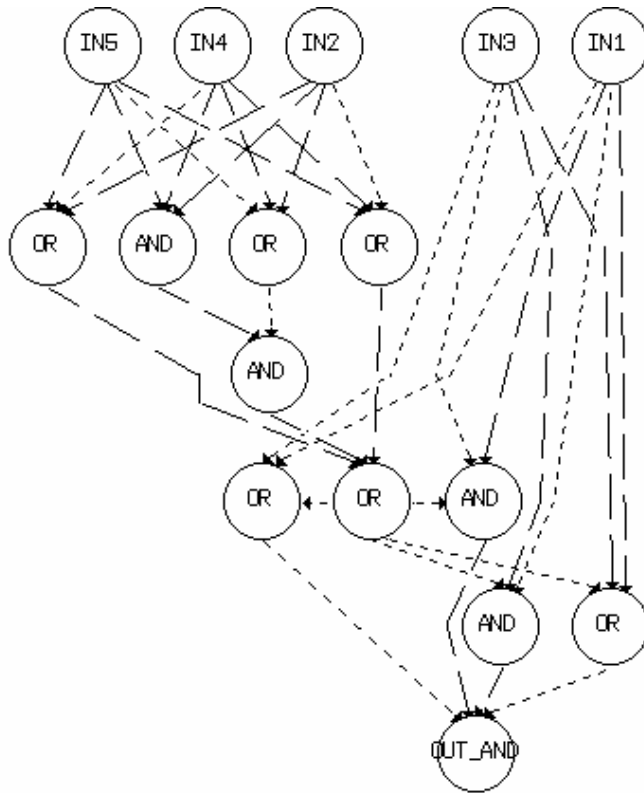 IN5 IN4 IN2 IN3 IN1
OR AND OR OR
AND
OR OR AND
AND OR
OUT_AND